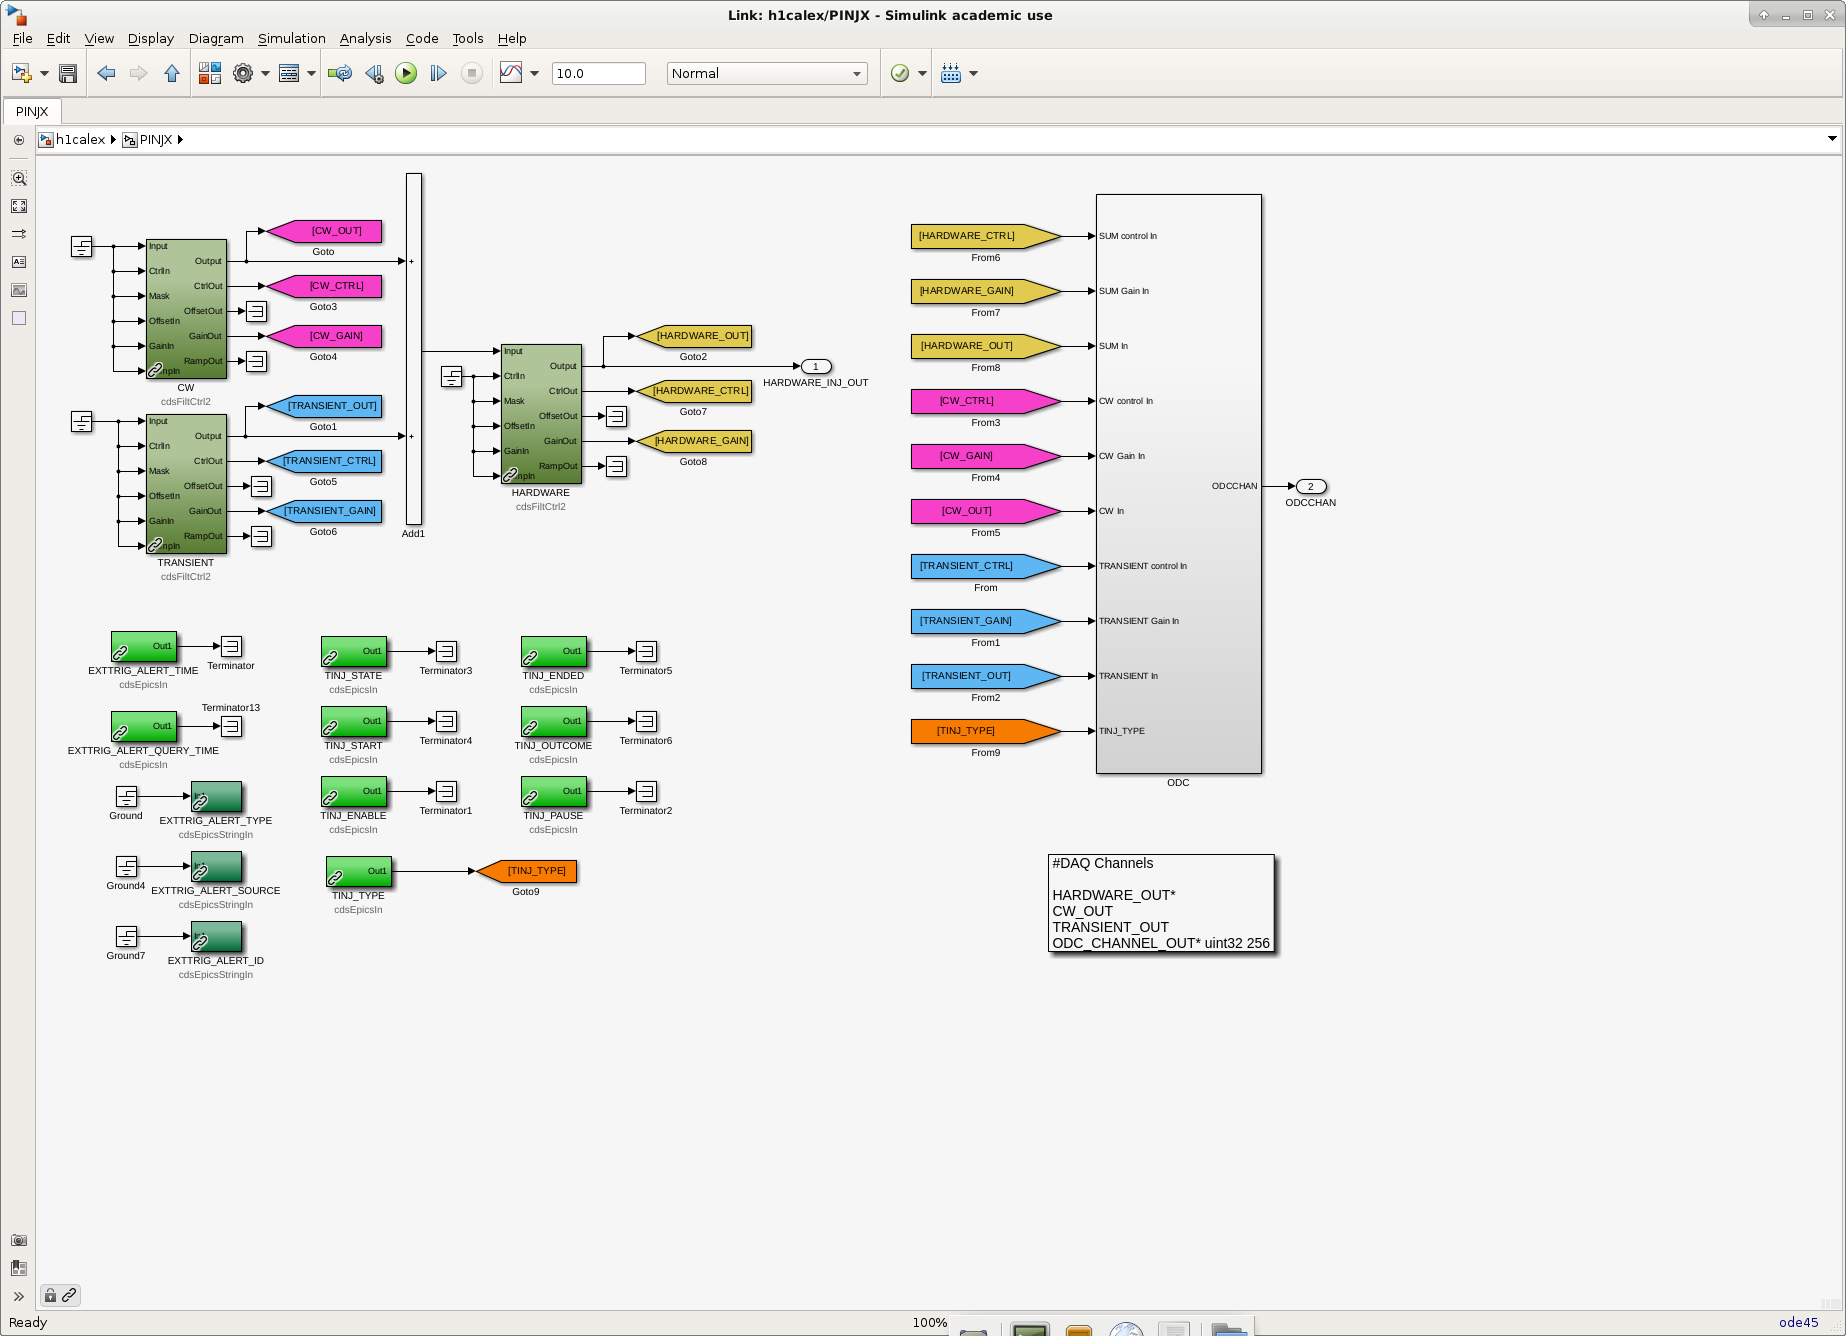 Link: h1calex/PINJX - Simulink academic use
File Edit View Display Diagram Simulation Analysis Code Tools Help
10.0
Normal
PINJX
h1calex PINJX
Input
CtrlIn
Mask
OffsetIn
GainIn
Output
CtrlOut
OffsetOut
GainOut
RampOut
CW
cdsFiltCtrl2
[CW_OUT]
Goto
[CW_CTRL]
Goto3
[CW_GAIN]
Goto4
Input
CtrlIn
Mask
OffsetIn
GainIn
Output
CtrlOut
OffsetOut
GainOut
RampOut
TRANSIENT
cdsFiltCtrl2
[TRANSIENT_OUT]
Goto1
[TRANSIENT_CTRL]
Goto5
[TRANSIENT_GAIN]
Goto6
+
+
Add1
Input
CtrlIn
Mask
OffsetIn
GainIn
Output
CtrlOut
OffsetOut
GainOut
RampOut
HARDWARE
cdsFiltCtrl2
[HARDWARE_OUT]
Goto2
[HARDWARE_CTRL]
Goto7
[HARDWARE_GAIN]
Goto8
1
HARDWARE_INJ_OUT
[HARDWARE_CTRL]
From6
[HARDWARE_GAIN]
From7
[HARDWARE_OUT]
From8
[CW_CTRL]
From3
[CW_GAIN]
From4
[CW_OUT]
From5
[TRANSIENT_CTRL]
From
[TRANSIENT_GAIN]
From1
[TRANSIENT_OUT]
From2
[TINJ_TYPE]
From9
SUM control In
SUM Gain In
SUM In
CW control In
CW Gain In
CW In
TRANSIENT control In
TRANSIENT Gain In
TRANSIENT In
TINJ_TYPE
ODCCHAN
ODC
2
ODCCHAN
Out1
EXTTRIG_ALERT_TIME
cdsEpicsIn
Terminator
Out1
EXTTRIG_ALERT_QUERY_TIME
cdsEpicsIn
Terminator13
Ground
EXTTRIG_ALERT_TYPE
cdsEpicsStringIn
Ground4
EXTTRIG_ALERT_SOURCE
cdsEpicsStringIn
Ground7
EXTTRIG_ALERT_ID
cdsEpicsStringIn
Out1
TINJ_STATE
cdsEpicsIn
Terminator3
Out1
TINJ_START
cdsEpicsIn
Terminator4
Out1
TINJ_ENABLE
cdsEpicsIn
Terminator1
Out1
TINJ_TYPE
cdsEpicsIn
[TINJ_TYPE]
Goto9
Out1
TINJ_ENDED
cdsEpicsIn
Terminator5
Out1
TINJ_OUTCOME
cdsEpicsIn
Terminator6
Out1
TINJ_PAUSE
cdsEpicsIn
Terminator2
#DAQ Channels
HARDWARE_OUT*
CW_OUT
TRANSIENT_OUT
ODC_CHANNEL_OUT* uint32 256
Ready
100%
ode45